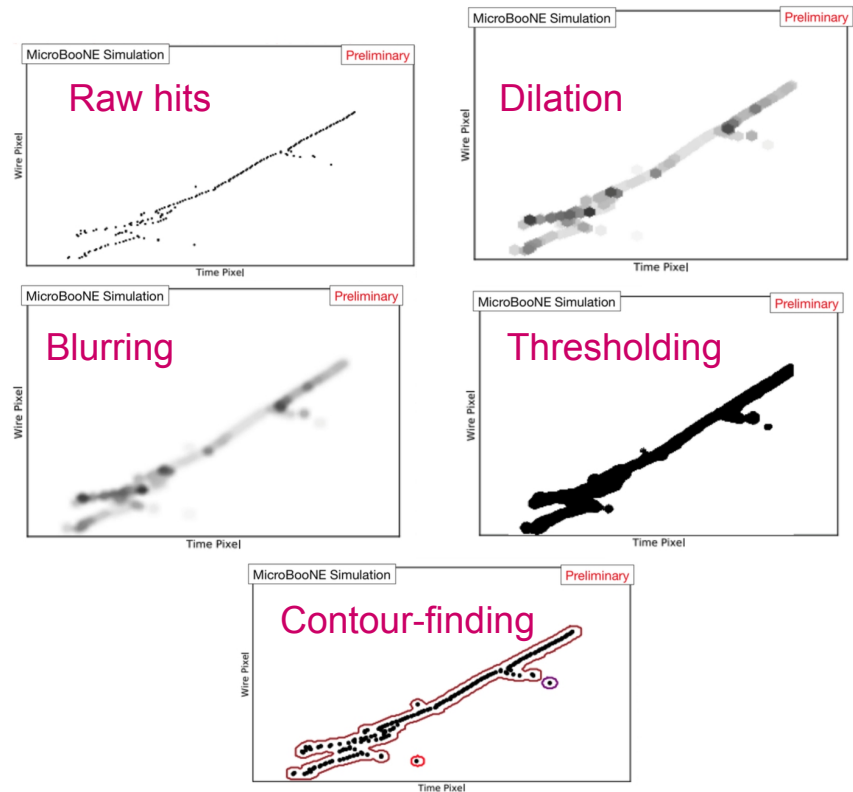 MicroBooNE Simulation
Preliminary
Raw hits
Wire Pixel
Time Pixel
MicroBooNE Simulation
Preliminary
Dilation
Wire Pixel
Time Pixel
MicroBooNE Simulation
Preliminary
Blurring
Wire Pixel
Time Pixel
MicroBooNE Simulation
Preliminary
Thresholding
Wire Pixel
Time Pixel
MicroBooNE Simulation
Preliminary
Contour-finding
Wire Pixel
Time Pixel